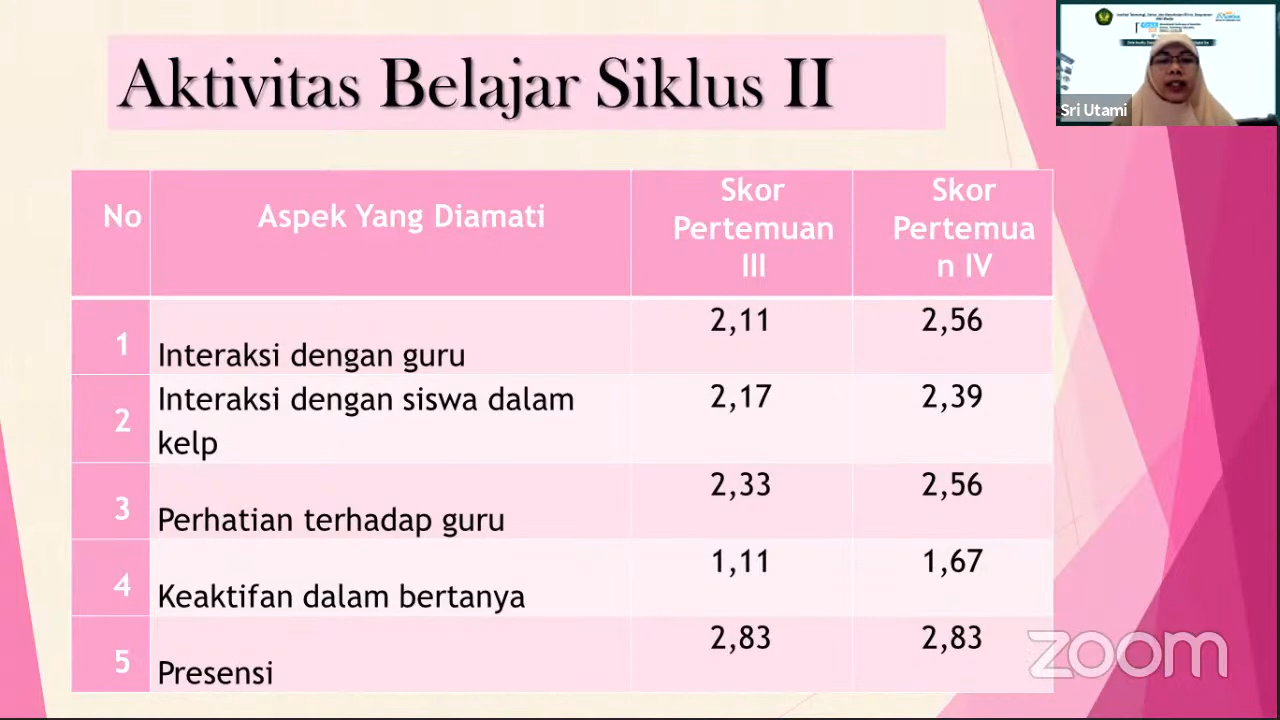 Aktivitas Belajar Siklus II
Sri Utami
No
Aspek Yang Diamati
Skor
Pertemuan
III
Skor
Pertemua
n IV
1
Interaksi dengan guru
2,11
2,56
2
Interaksi dengan siswa dalam
kelp
2,17
2,39
3
Perhatian terhadap guru
2,33
2,56
4
Keaktifan dalam bertanya
1,11
1,67
5
Presensi
2,83
2,83
zoom